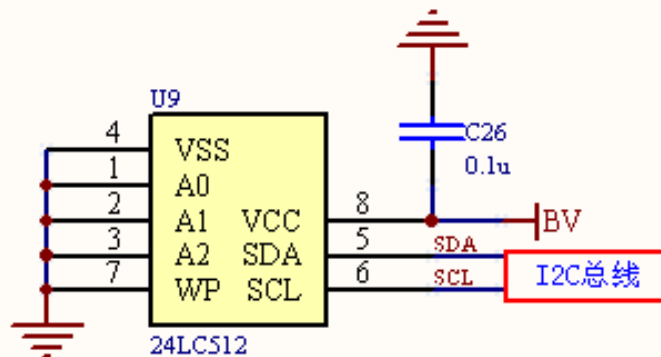 U9
4
VSS
1
A0
2
A1
3
A2
7
WP
VCC
8
SDA
5
SCL
6
24LC512
C26
0.1u
BV
SDA
SCL
I2C总线